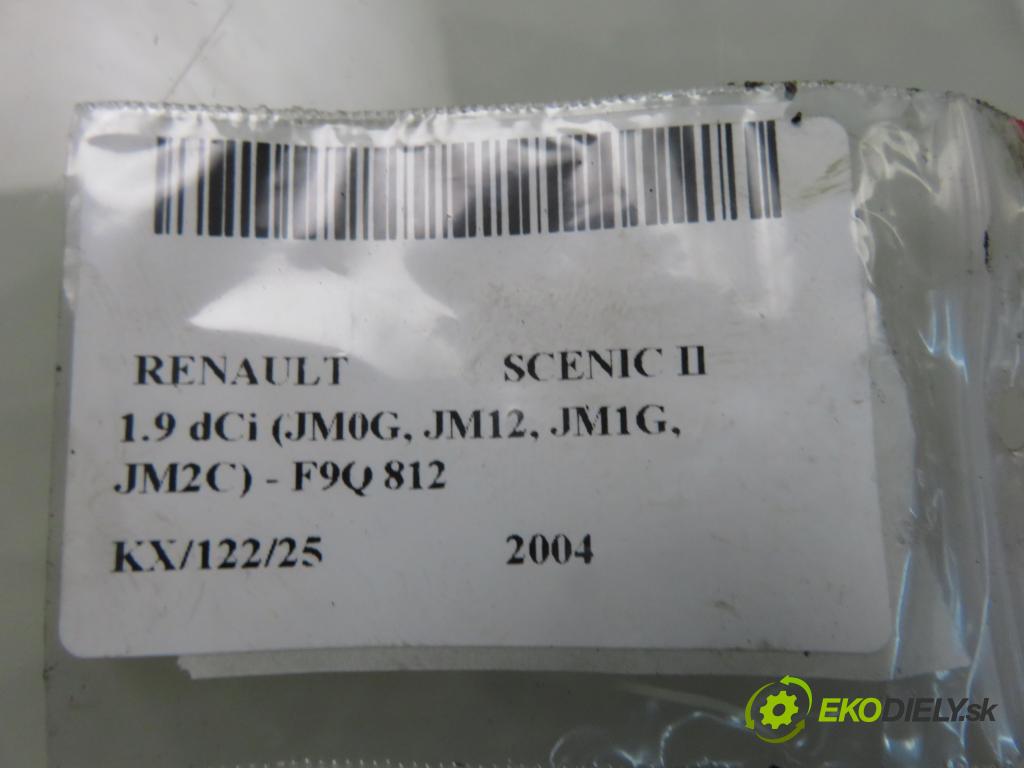 RENAULT SCENIC II
1.9 dCi (JM0G, JM12, JM1G,
JM2C) - F9Q 812
KX/122/25 2004
EKODIELY.sk